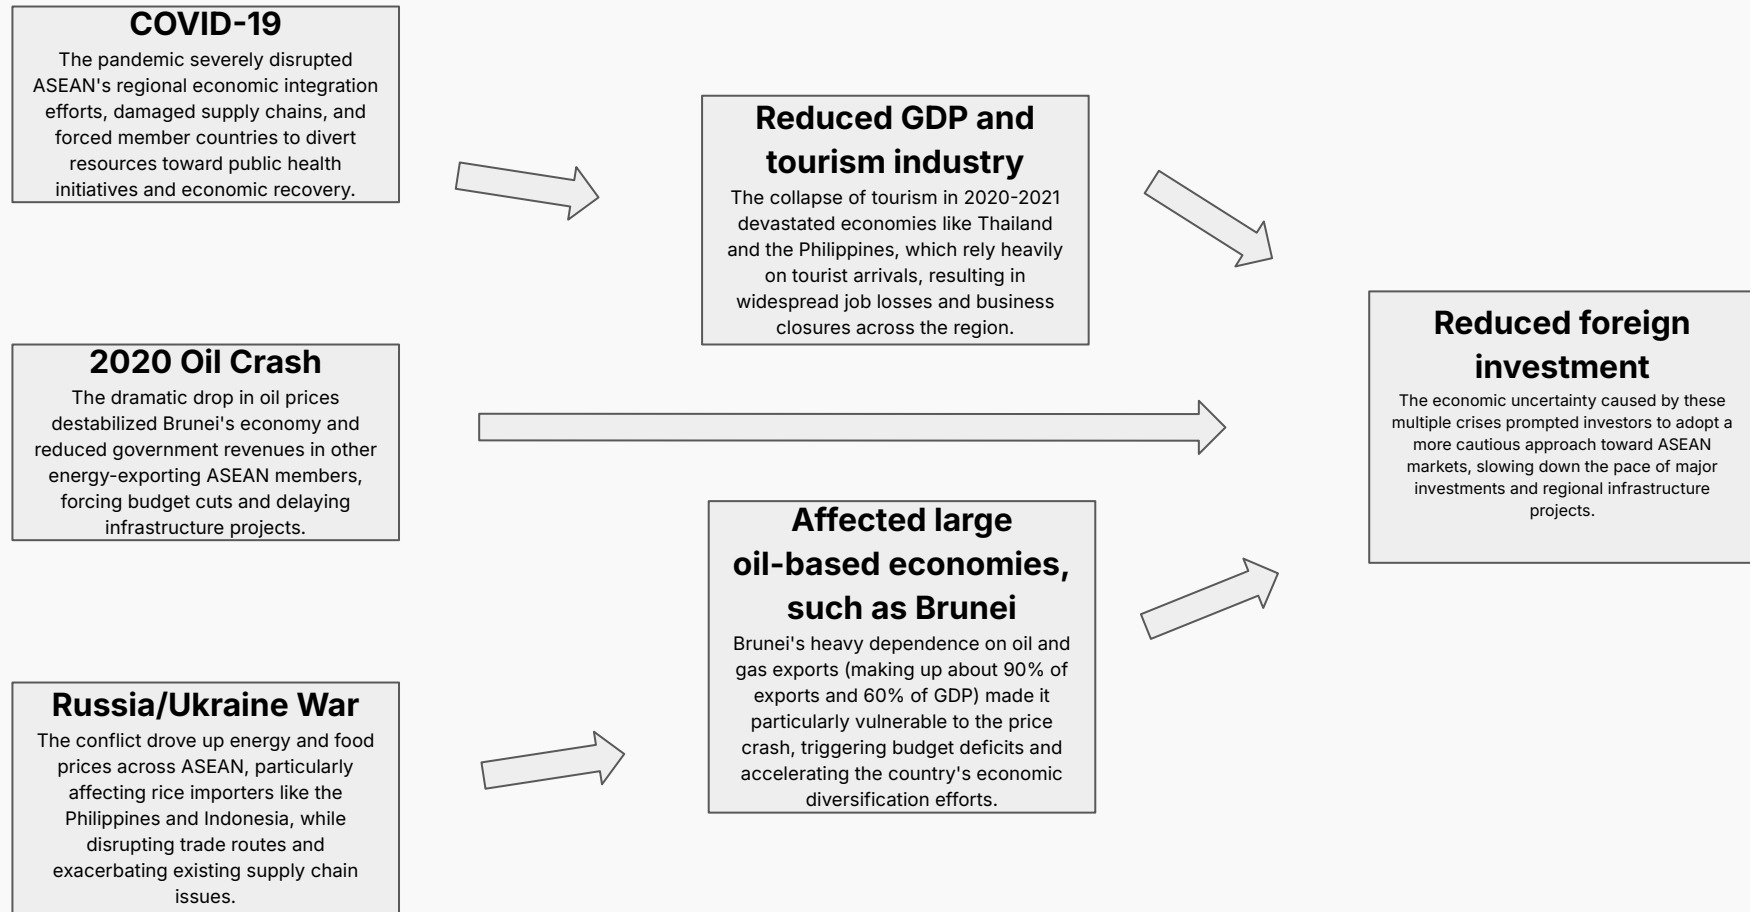 COVID-19
The pandemic severely disrupted
ASEAN's regional economic integration
efforts, damaged supply chains, and
forced member countries to divert
resources toward public health
initiatives and economic recovery.
Reduced GDP and
tourism industry
The collapse of tourism in 2020-2021
devastated economies like Thailand
and the Philippines, which rely heavily
on tourist arrivals, resulting in
widespread job losses and business
closures across the region.
2020 Oil Crash
The dramatic drop in oil prices
destabilized Brunei's economy and
reduced government revenues in other
energy-exporting ASEAN members,
forcing budget cuts and delaying
infrastructure projects.
Reduced foreign
investment
The economic uncertainty caused by these
multiple crises prompted investors to adopt a
more cautious approach toward ASEAN
markets, slowing down the pace of major
investments and regional infrastructure
projects.
Affected large
oil-based economies,
such as Brunei
Brunei's heavy dependence on oil and
gas exports (making up about 90% of
exports and 60% of GDP) made it
particularly vulnerable to the price
crash, triggering budget deficits and
accelerating the country's economic
diversification efforts.
Russia/Ukraine War
The conflict drove up energy and food
prices across ASEAN, particularly
affecting rice importers like the
Philippines and Indonesia, while
disrupting trade routes and
exacerbating existing supply chain
issues.